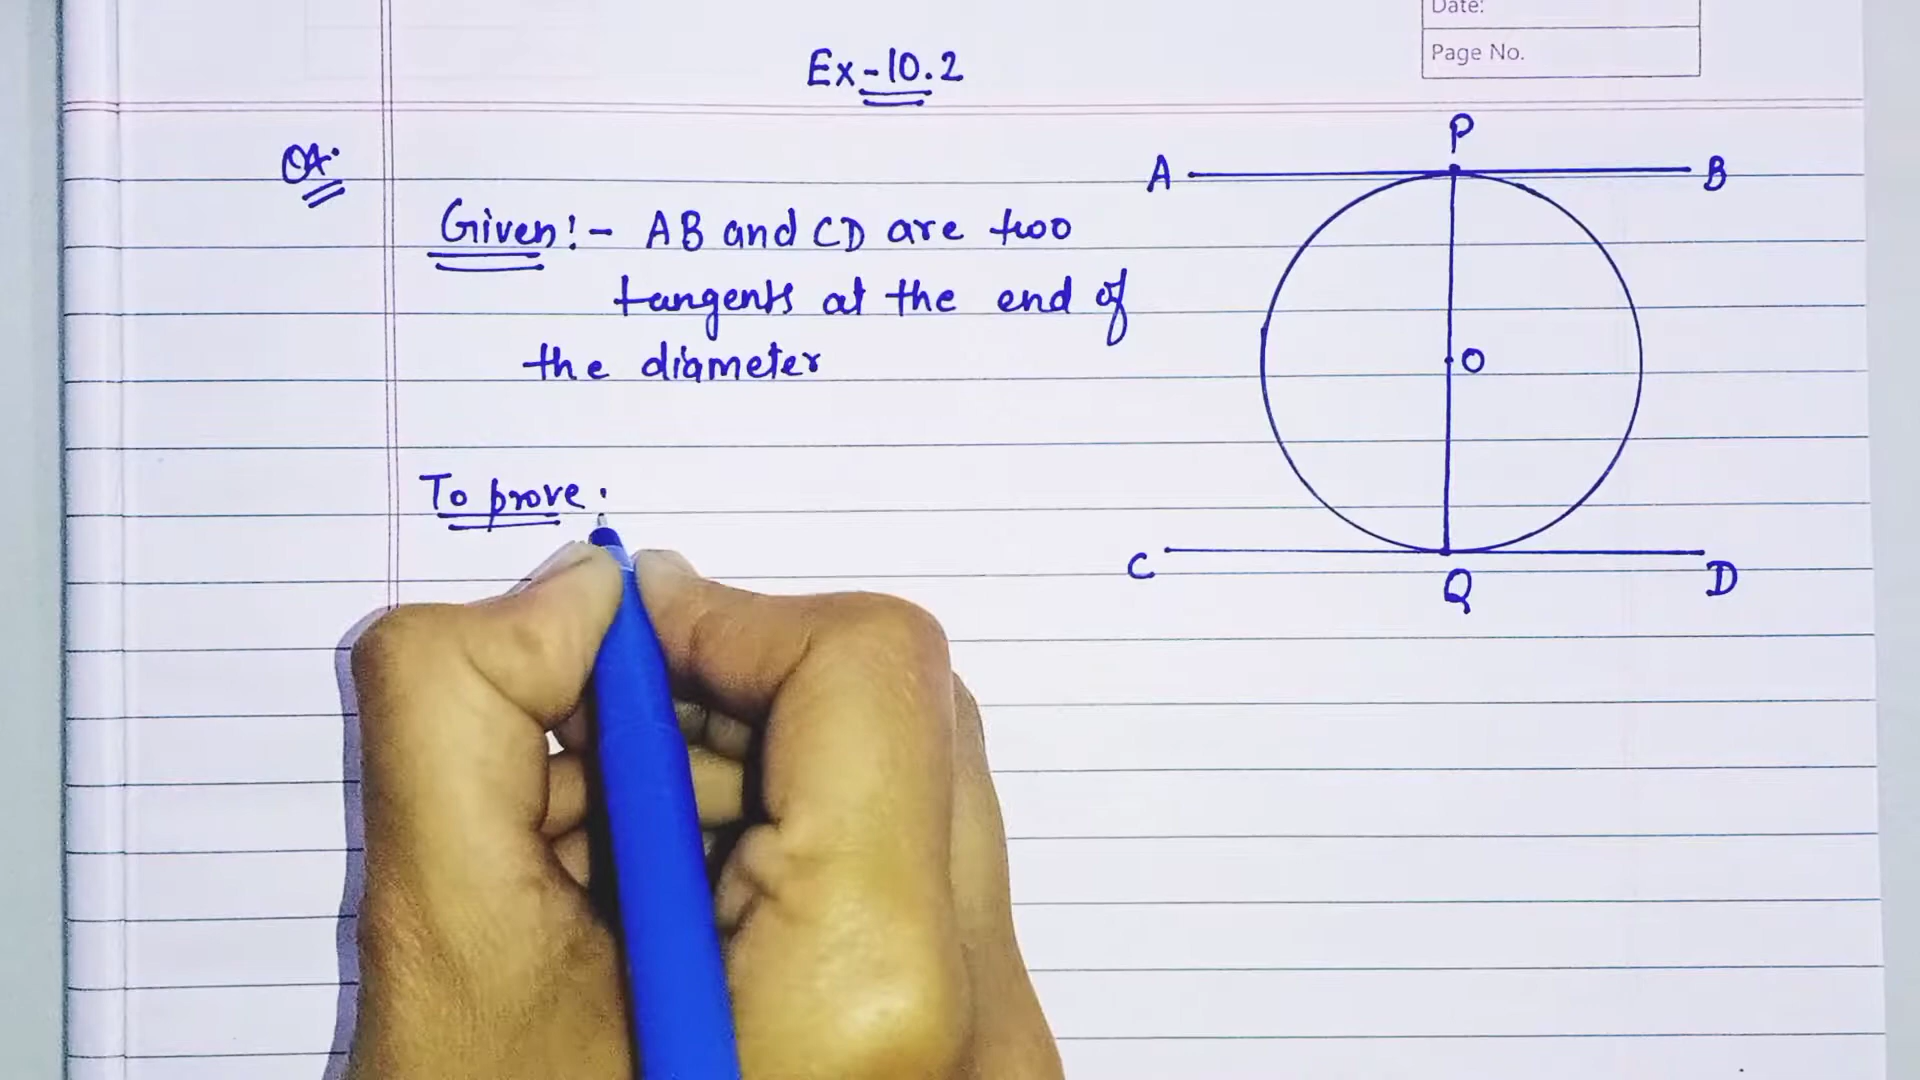 Date:
Page No.
Ex-10.2
Q4.
Given:- AB and CD are two
tangents at the end of
the diameter
To prove:
P
A
B
O
C
Q
D